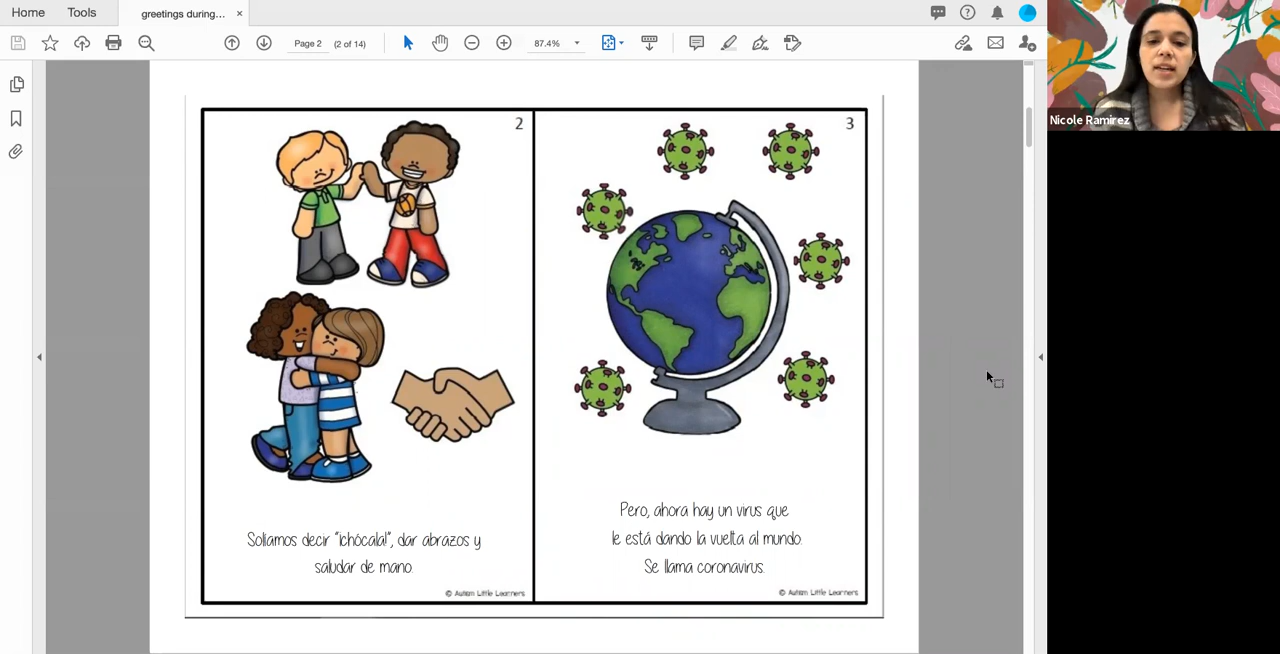 Home Tools greetings during... ×
Page 2 (2 of 14) 87.4%
Nicole Ramirez
2
Solíamos decir "¡chócala!", dar abrazos y
saludar de mano.
© Autism Little Learners
3
Pero, ahora hay un virus que
le está dando la vuelta al mundo.
Se llama coronavirus.
© Autism Little Learners